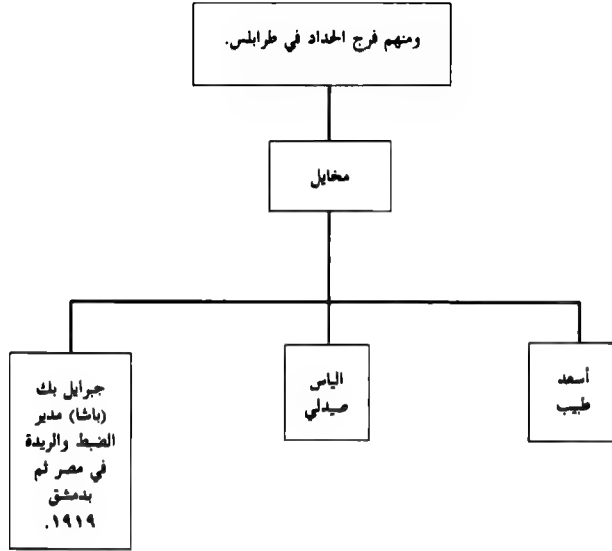 ومنهم فرج الحداد في طرابلس.
مخايل
أسعد
طبيب
الياس
صيدلي
جبرايل بك
(باشا) مدير
الضبط والربدة
في مصر ثم
بدمشق
١٩١٩.